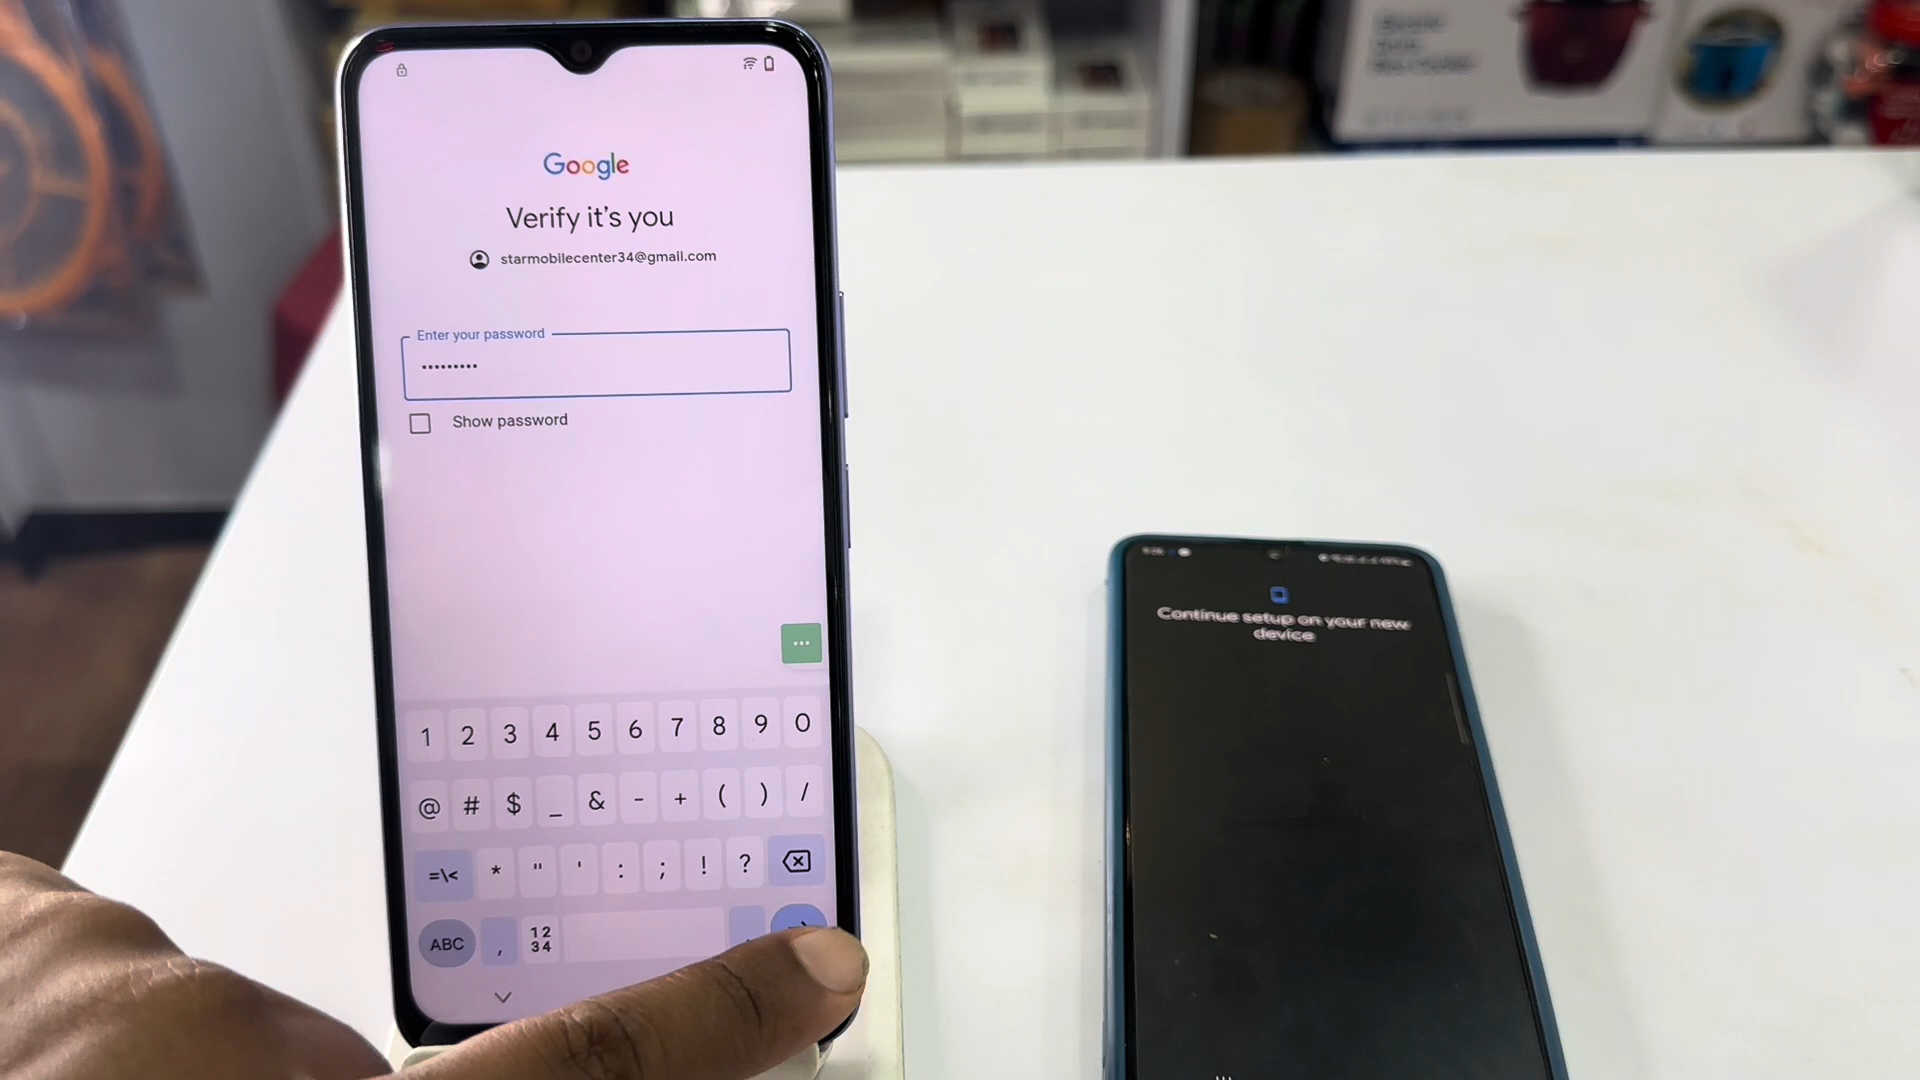 Google
Verify it's you
starmobilecenter34@gmail.com
Enter your password
•••••••••
Show password
1 2 3 4 5 6 7 8 9 0
@ # $ _ & - + ( ) /
=\< * " ' : ; ! ?
ABC , 12 34 .
Continue setup on your new
device